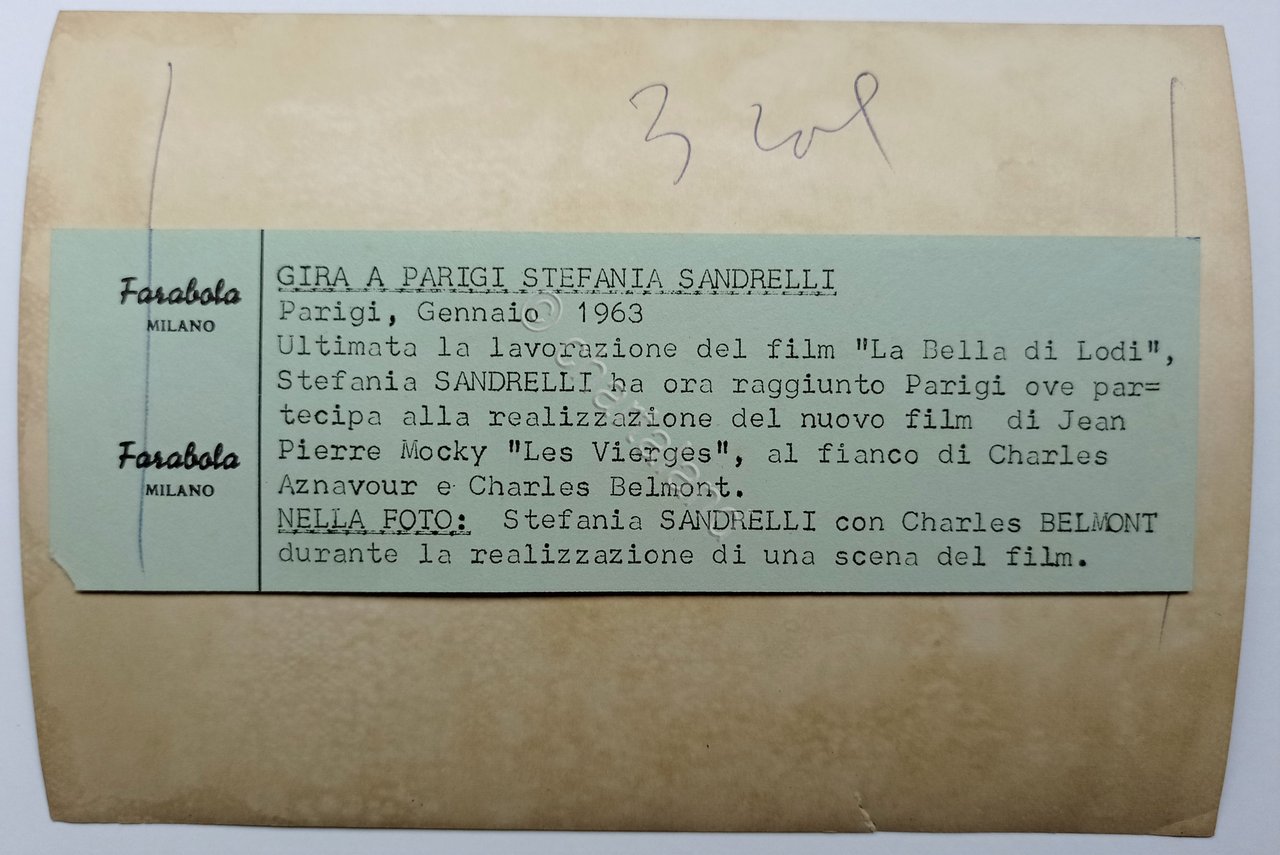 3 col
Farabola
MILANO
Farabola
MILANO
GIRA A PARIGI STEFANIA SANDRELLI
Parigi, Gennaio 1963
Ultimata la lavorazione del film "La Bella di Lodi",
Stefania SANDRELLI ha ora raggiunto Parigi ove par=
tecipa alla realizzazione del nuovo film di Jean
Pierre Mocky "Les Vierges", al fianco di Charles
Aznavour e Charles Belmont.
NELLA FOTO: Stefania SANDRELLI con Charles BELMONT
durante la realizzazione di una scena del film.